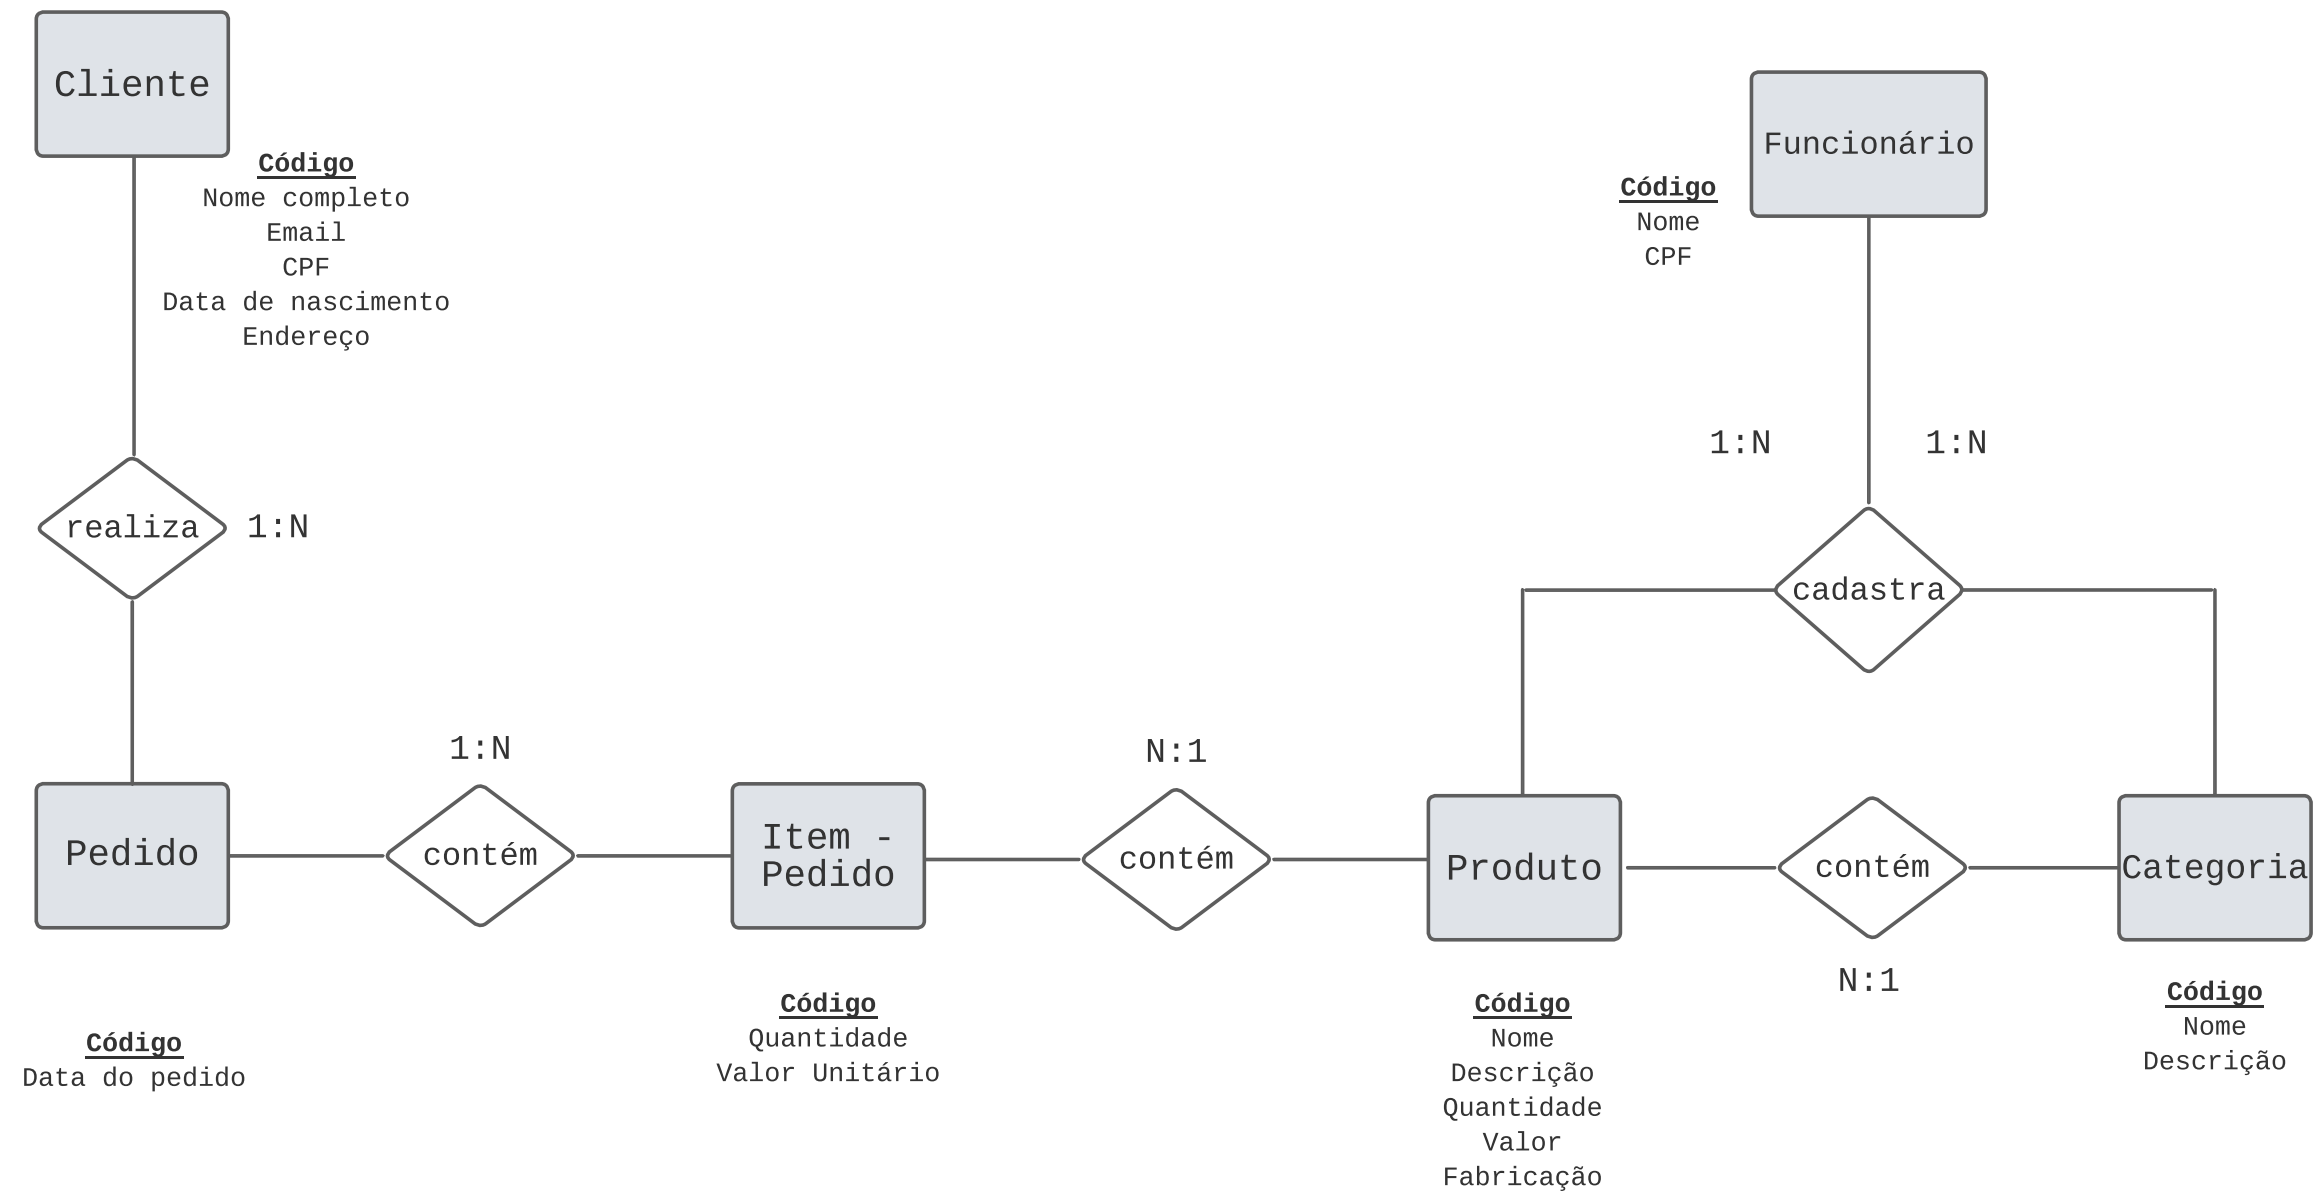 Cliente
Código
Nome completo
Email
CPF
Data de nascimento
Endereço
Funcionário
Código
Nome
CPF
1:N
1:N
realiza
1:N
cadastra
Pedido
1:N
contém
Item -
Pedido
N:1
contém
Produto
contém
N:1
Categoria
Código
Data do pedido
Código
Quantidade
Valor Unitário
Código
Nome
Descrição
Quantidade
Valor
Fabricação
Código
Nome
Descrição